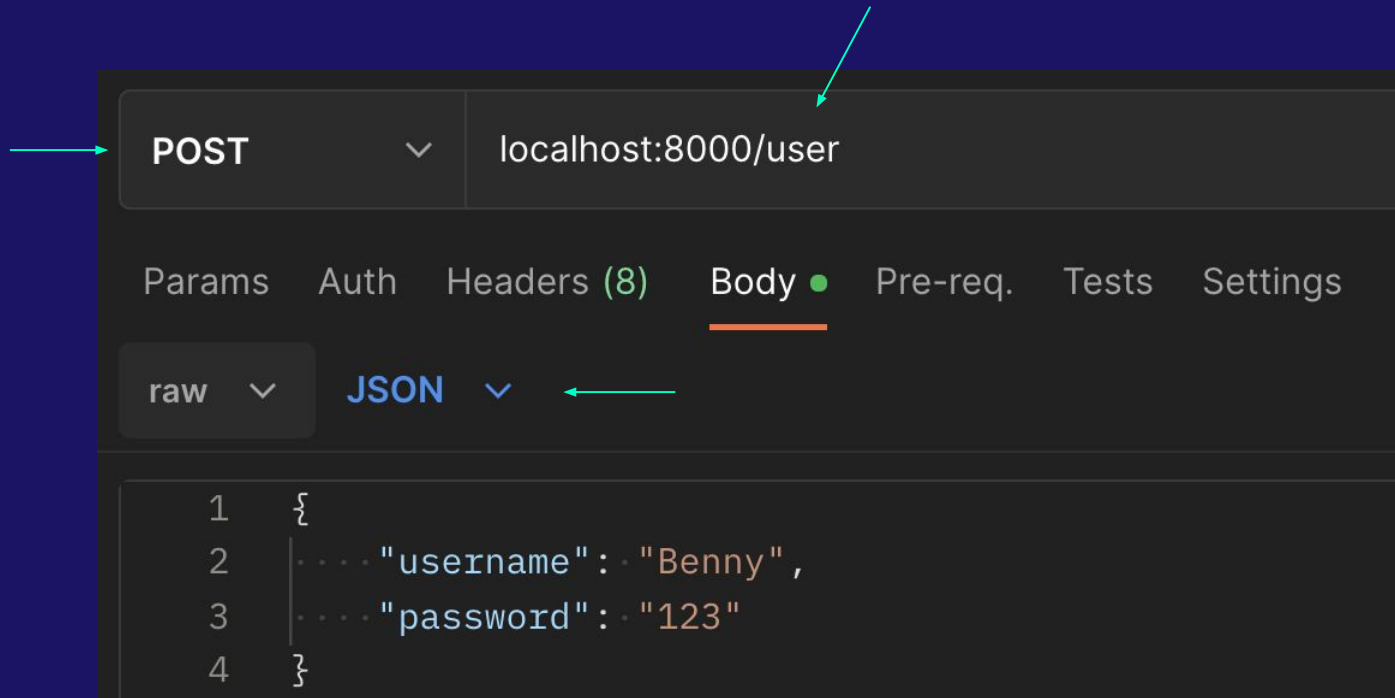 POST localhost:8000/user
Params Auth Headers (8) Body Pre-req. Tests Settings
raw JSON
1 {
2 "username": "Benny",
3 "password": "123"
4 }